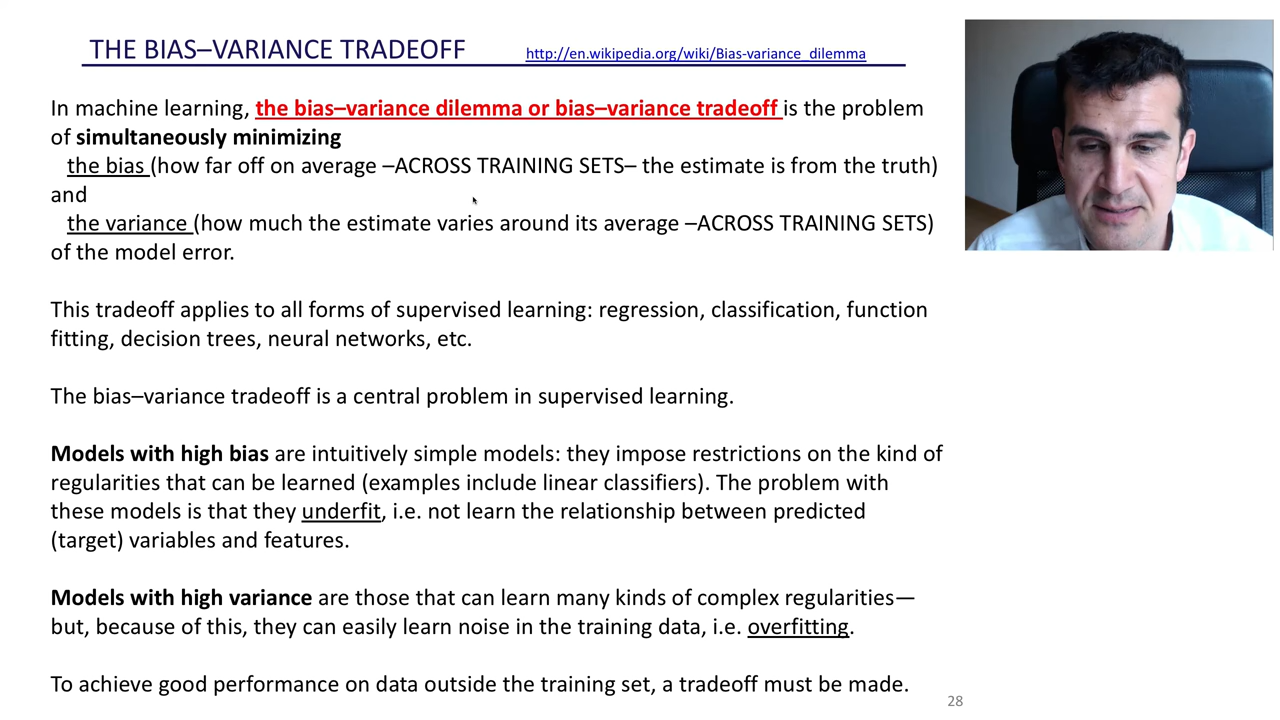 THE BIAS–VARIANCE TRADEOFF http://en.wikipedia.org/wiki/Bias-variance_dilemma
In machine learning, the bias–variance dilemma or bias–variance tradeoff is the problem
of simultaneously minimizing
the bias (how far off on average –ACROSS TRAINING SETS– the estimate is from the truth)
and
the variance (how much the estimate varies around its average –ACROSS TRAINING SETS)
of the model error.
This tradeoff applies to all forms of supervised learning: regression, classification, function
fitting, decision trees, neural networks, etc.
The bias–variance tradeoff is a central problem in supervised learning.
Models with high bias are intuitively simple models: they impose restrictions on the kind of
regularities that can be learned (examples include linear classifiers). The problem with
these models is that they underfit, i.e. not learn the relationship between predicted
(target) variables and features.
Models with high variance are those that can learn many kinds of complex regularities—
but, because of this, they can easily learn noise in the training data, i.e. overfitting.
To achieve good performance on data outside the training set, a tradeoff must be made.
28